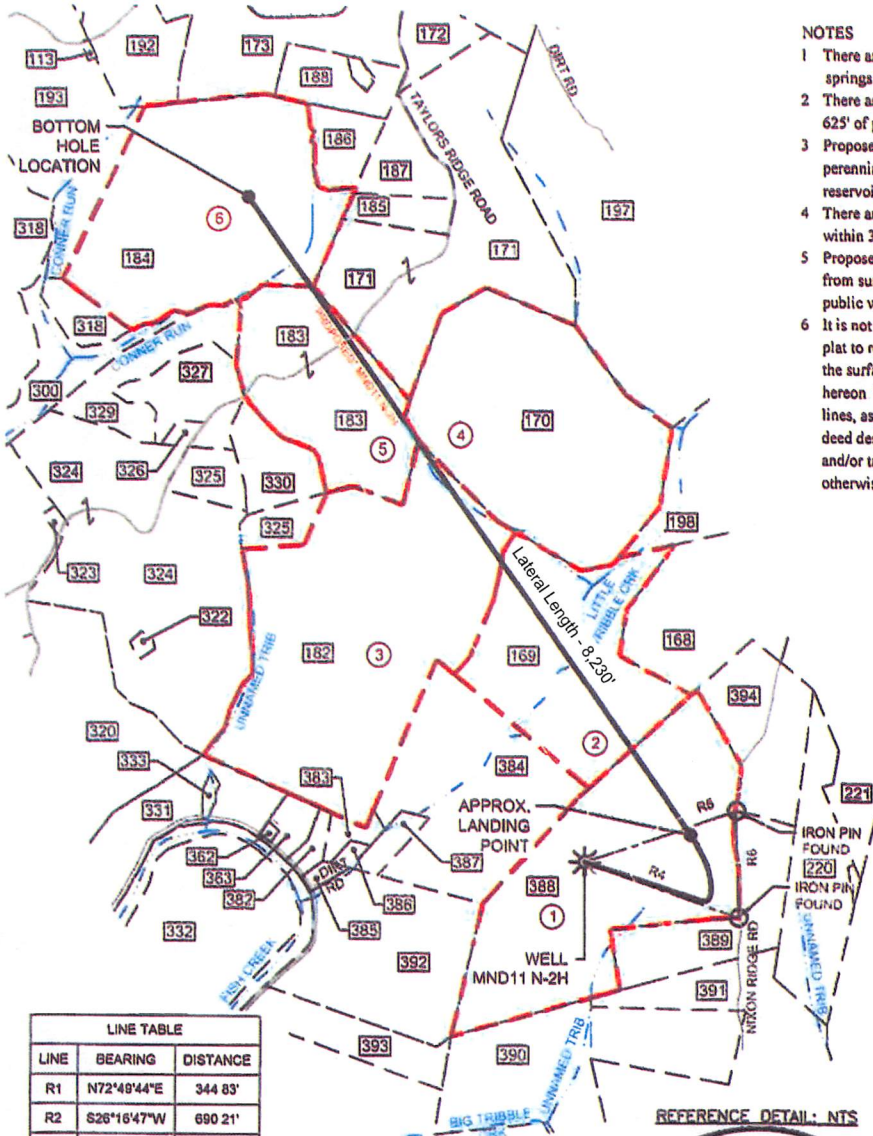 NOTES
1 There a
springs
2 There a
625' of p
3 Propose
perenni
reservoi
4 There a
within 3
5 Propose
from su
public v
6 It is not
plat to r
the surfa
hereon
lines, as
deed des
and/or t
otherwis
113
192
173
172
188
193
DIRT RD
TAYLORS RIDGE ROAD
BOTTOM
HOLE
LOCATION
186
187
185
197
6
318
CONNER RUN
184
171
171
318
CONNER RUN
183
300
327
329
183
5
4
170
324
326
325
330
325
198
323
324
Lateral Length - 8,230'
LITTLE
TRIBBLE CRK
322
182
3
169
168
UNNAMED TRIB
394
320
333
383
384
2
331
APPROX.
LANDING
POINT
R5
221
362
363
382
DIRT
RD
387
386
385
IRON PIN
FOUND
R6
R4
220
IRON PIN
FOUND
388
1
332
392
WELL
MND11 N-2H
389
391
NIXON RIDGE RD
UNNAMED TRIB
FISH CREEK
393
390
UNNAMED TRIB
BIG TRIBBLE
LINE TABLE
LINE BEARING DISTANCE
R1 N72°49'44"E 344 83'
R2 S26°16'47"W 690 21'
REFERENCE DETAIL: NTS